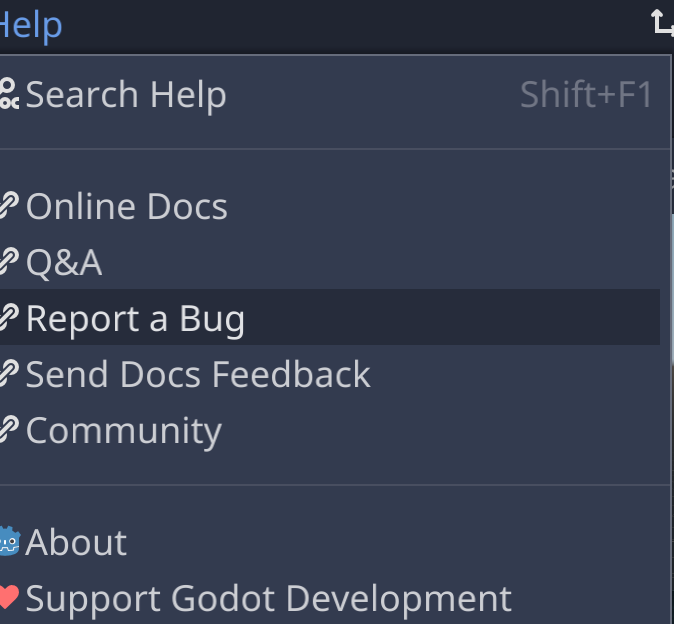 Help
Search Help Shift+F1
Online Docs
Q&A
Report a Bug
Send Docs Feedback
Community
About
Support Godot Development